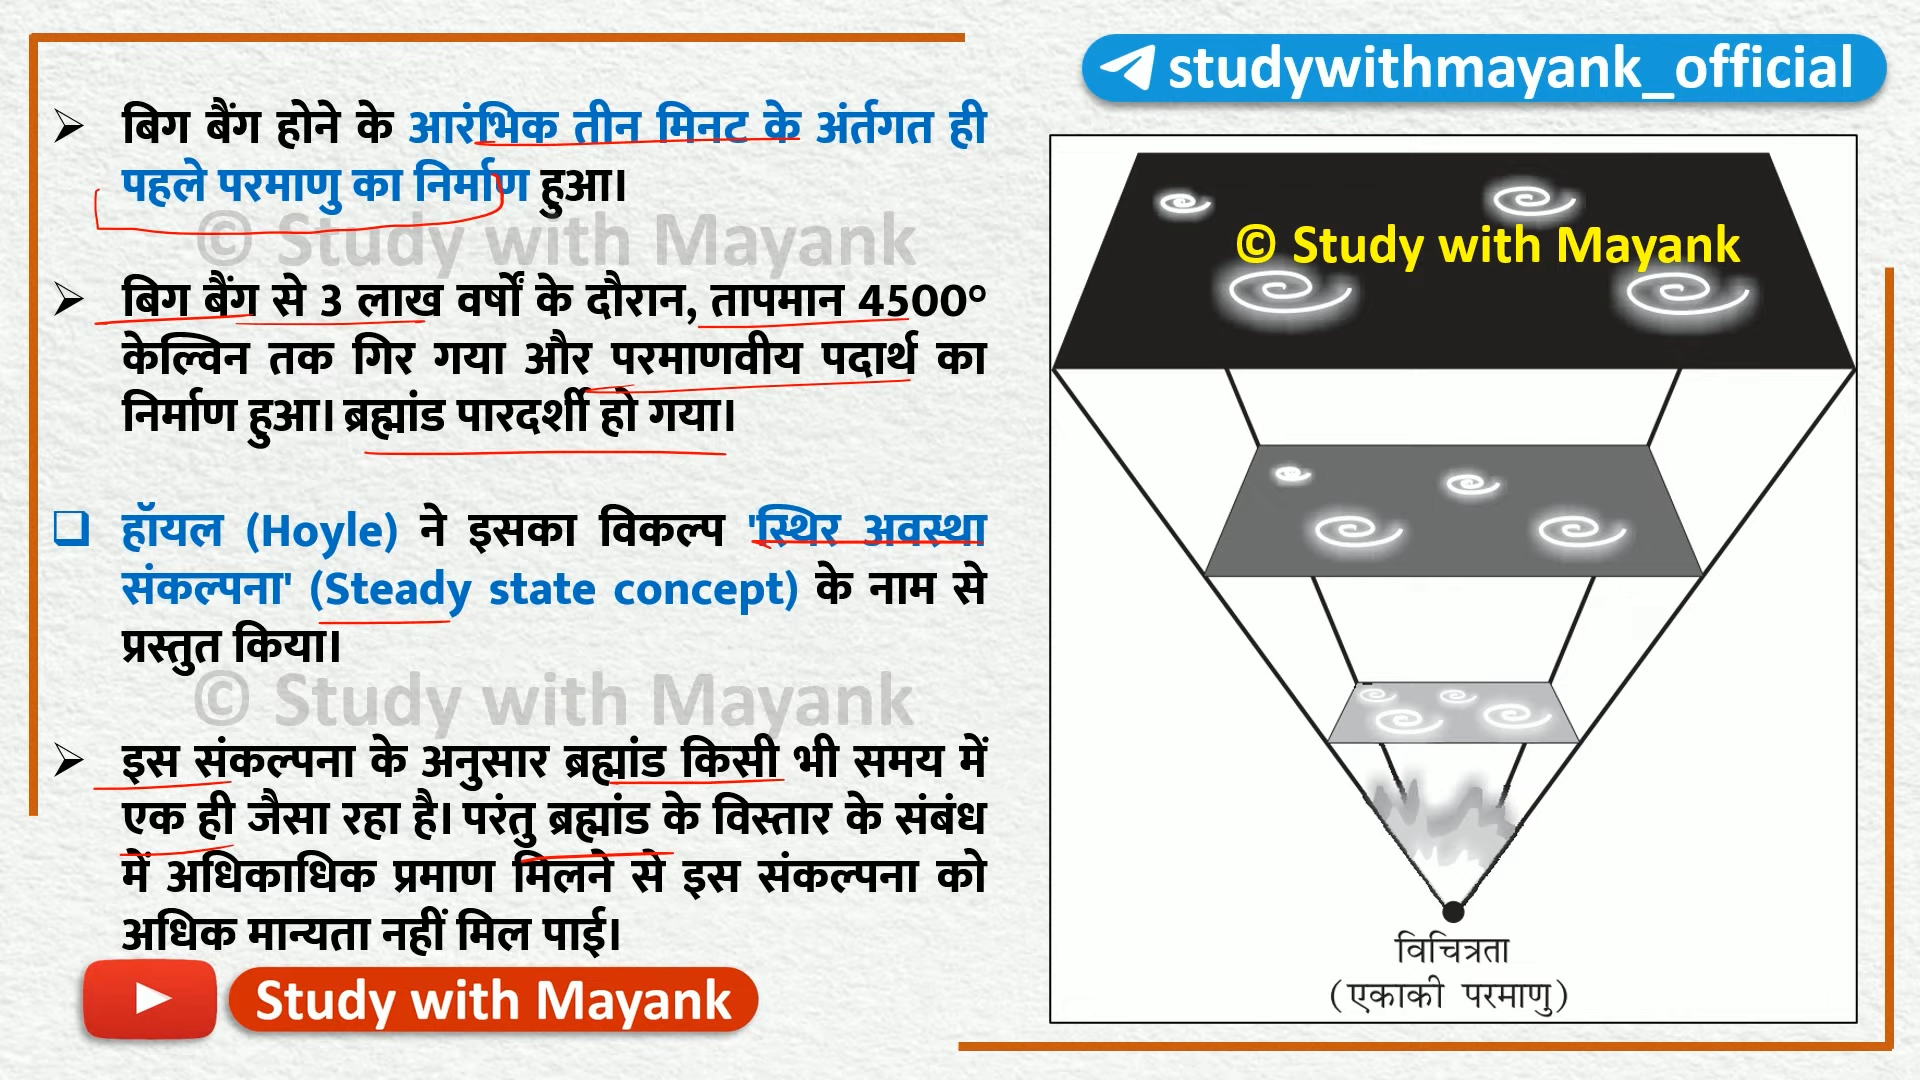 studywithmayank_official
➢ बिग बैंग होने के आरंभिक तीन मिनट के अंर्तगत ही
पहले परमाणु का निर्माण हुआ।
© Study with Mayank
➢ बिग बैंग से 3 लाख वर्षों के दौरान, तापमान 4500°
केल्विन तक गिर गया और परमाणवीय पदार्थ का
निर्माण हुआ। ब्रह्मांड पारदर्शी हो गया।
❑ हॉयल (Hoyle) ने इसका विकल्प 'स्थिर अवस्था
संकल्पना' (Steady state concept) के नाम से
प्रस्तुत किया।
© Study with Mayank
➢ इस संकल्पना के अनुसार ब्रह्मांड किसी भी समय में
एक ही जैसा रहा है। परंतु ब्रह्मांड के विस्तार के संबंध
में अधिकाधिक प्रमाण मिलने से इस संकल्पना को
अधिक मान्यता नहीं मिल पाई।
Study with Mayank
© Study with Mayank
विचित्रता
(एकाकी परमाणु)